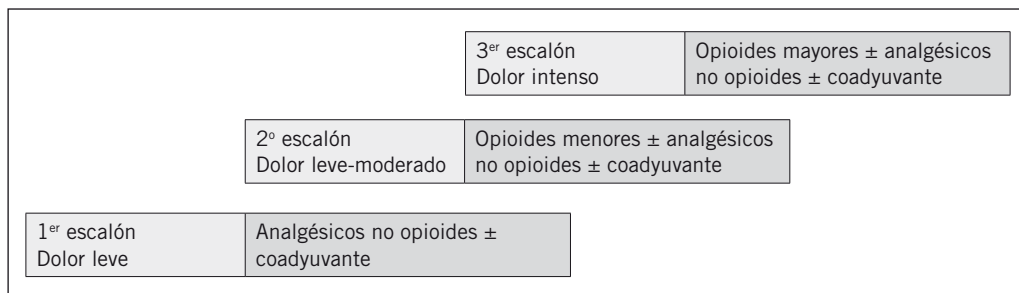 3er escalón
Dolor intenso
Opioides mayores ± analgésicos
no opioides ± coadyuvante
2º escalón
Dolor leve-moderado
Opioides menores ± analgésicos
no opioides ± coadyuvante
1er escalón
Dolor leve
Analgésicos no opioides ±
coadyuvante